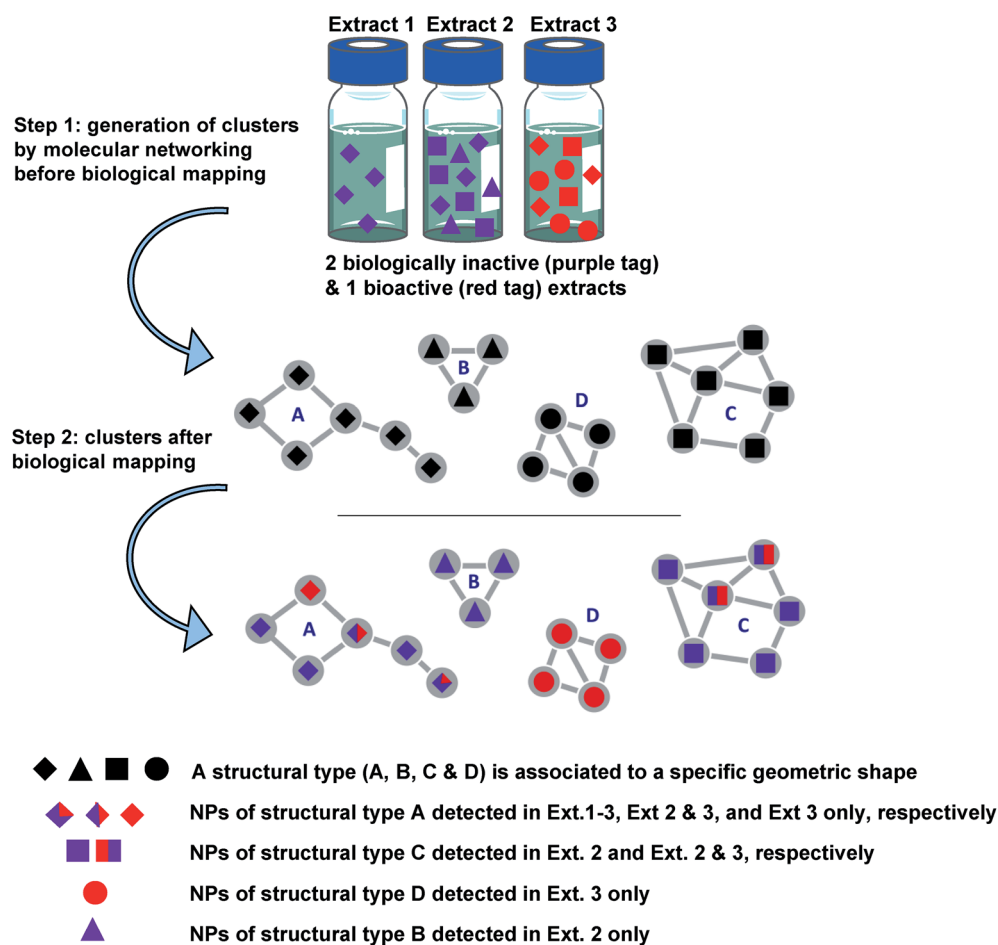 Extract 1 Extract 2 Extract 3
Step 1: generation of clusters
by molecular networking
before biological mapping
2 biologically inactive (purple tag)
& 1 bioactive (red tag) extracts
A
B
D
C
Step 2: clusters after
biological mapping
A
B
D
C
A structural type (A, B, C & D) is associated to a specific geometric shape
NPs of structural type A detected in Ext.1-3, Ext 2 & 3, and Ext 3 only, respectively
NPs of structural type C detected in Ext. 2 and Ext. 2 & 3, respectively
NPs of structural type D detected in Ext. 3 only
NPs of structural type B detected in Ext. 2 only